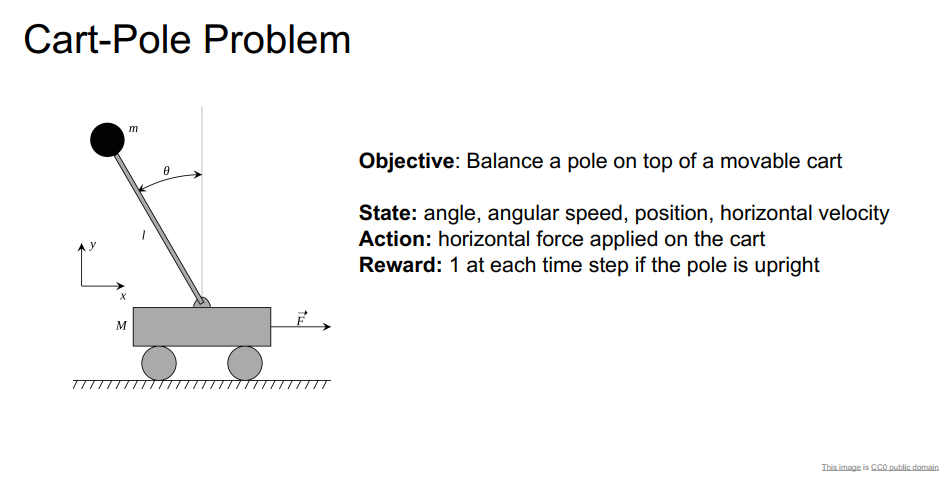 Cart-Pole Problem
m
θ
l
y
x
M
F
Objective: Balance a pole on top of a movable cart
State: angle, angular speed, position, horizontal velocity
Action: horizontal force applied on the cart
Reward: 1 at each time step if the pole is upright
This image is CC0 public domain